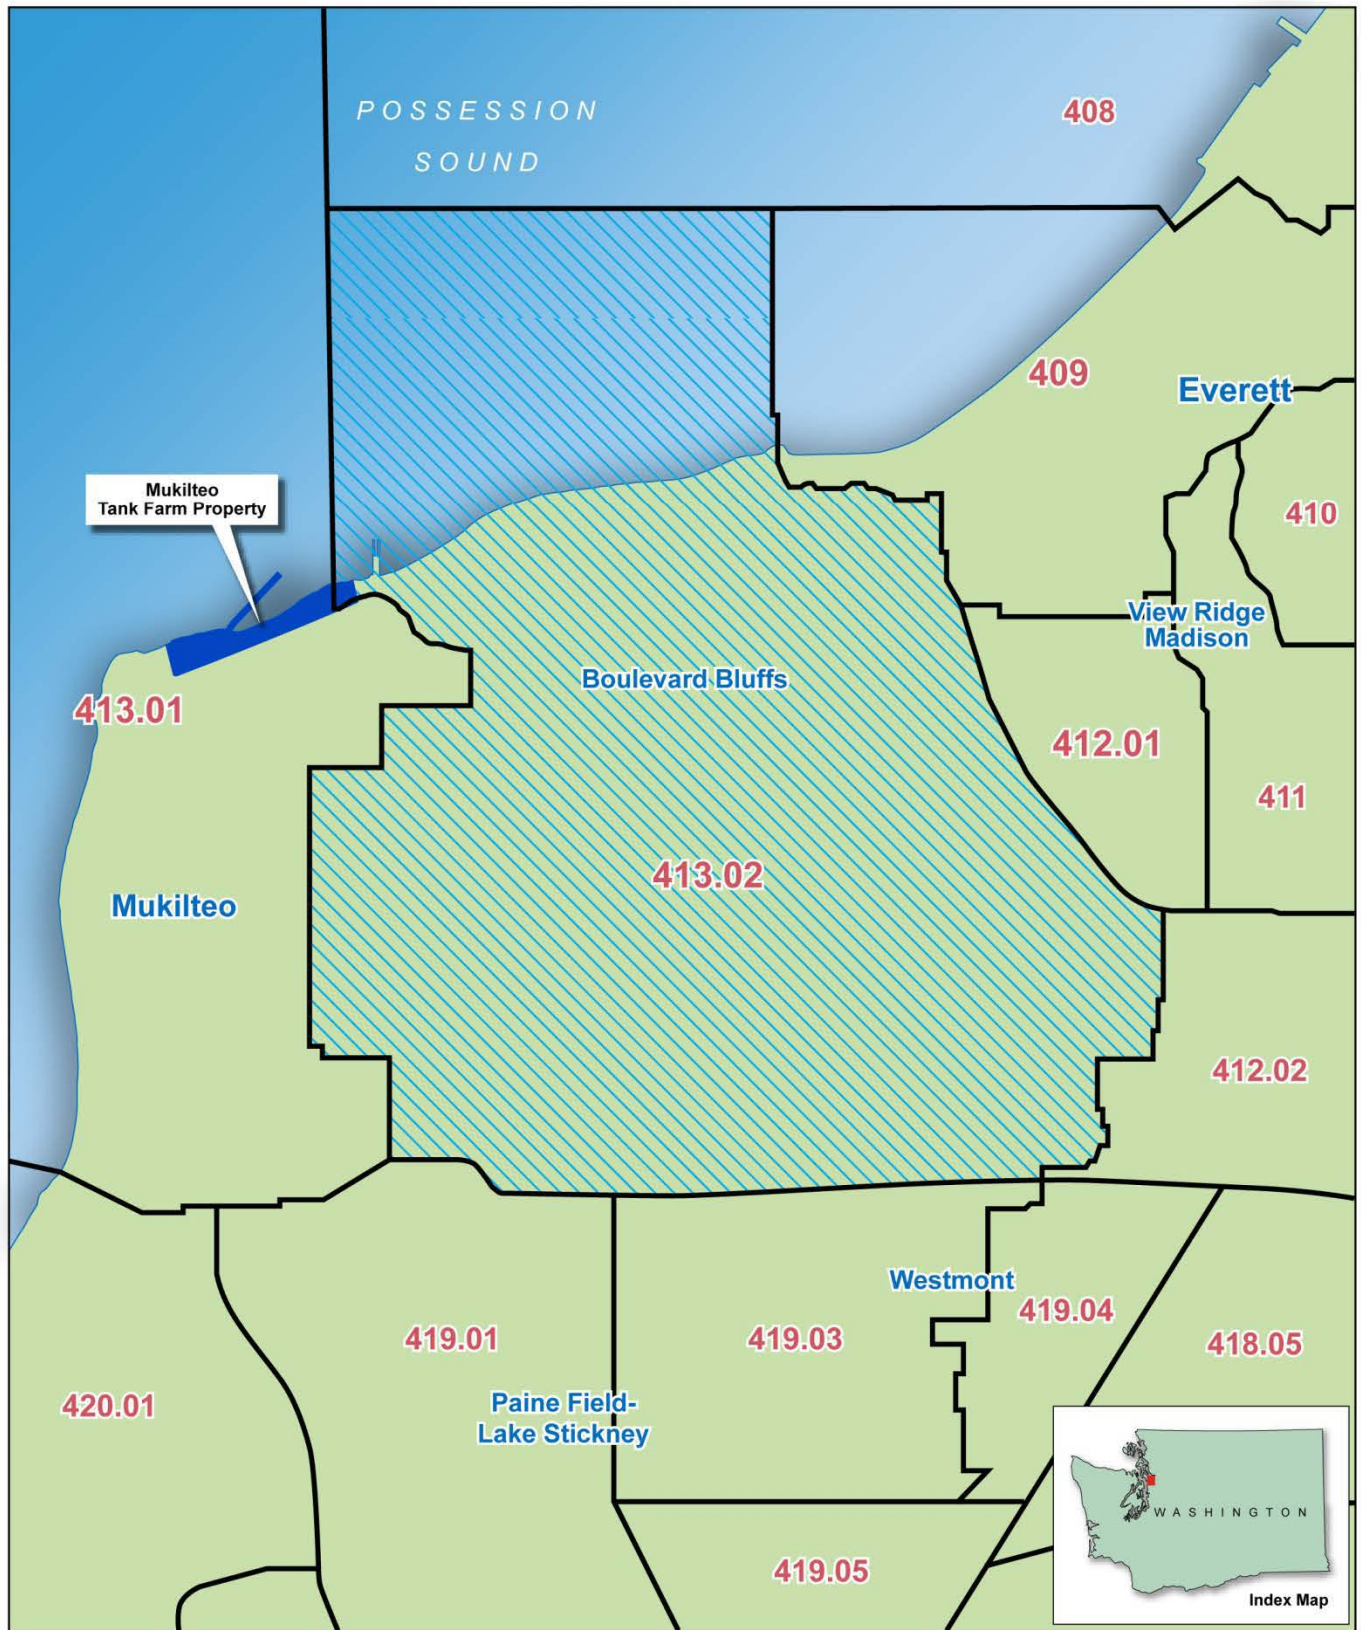 POSSESSION
SOUND
408
409
Everett
Mukilteo
Tank Farm Property
410
View Ridge
Madison
Boulevard Bluffs
413.01
412.01
411
413.02
Mukilteo
412.02
Westmont
419.04
419.01
419.03
418.05
420.01
Paine Field-
Lake Stickney
WASHINGTON
419.05
Index Map